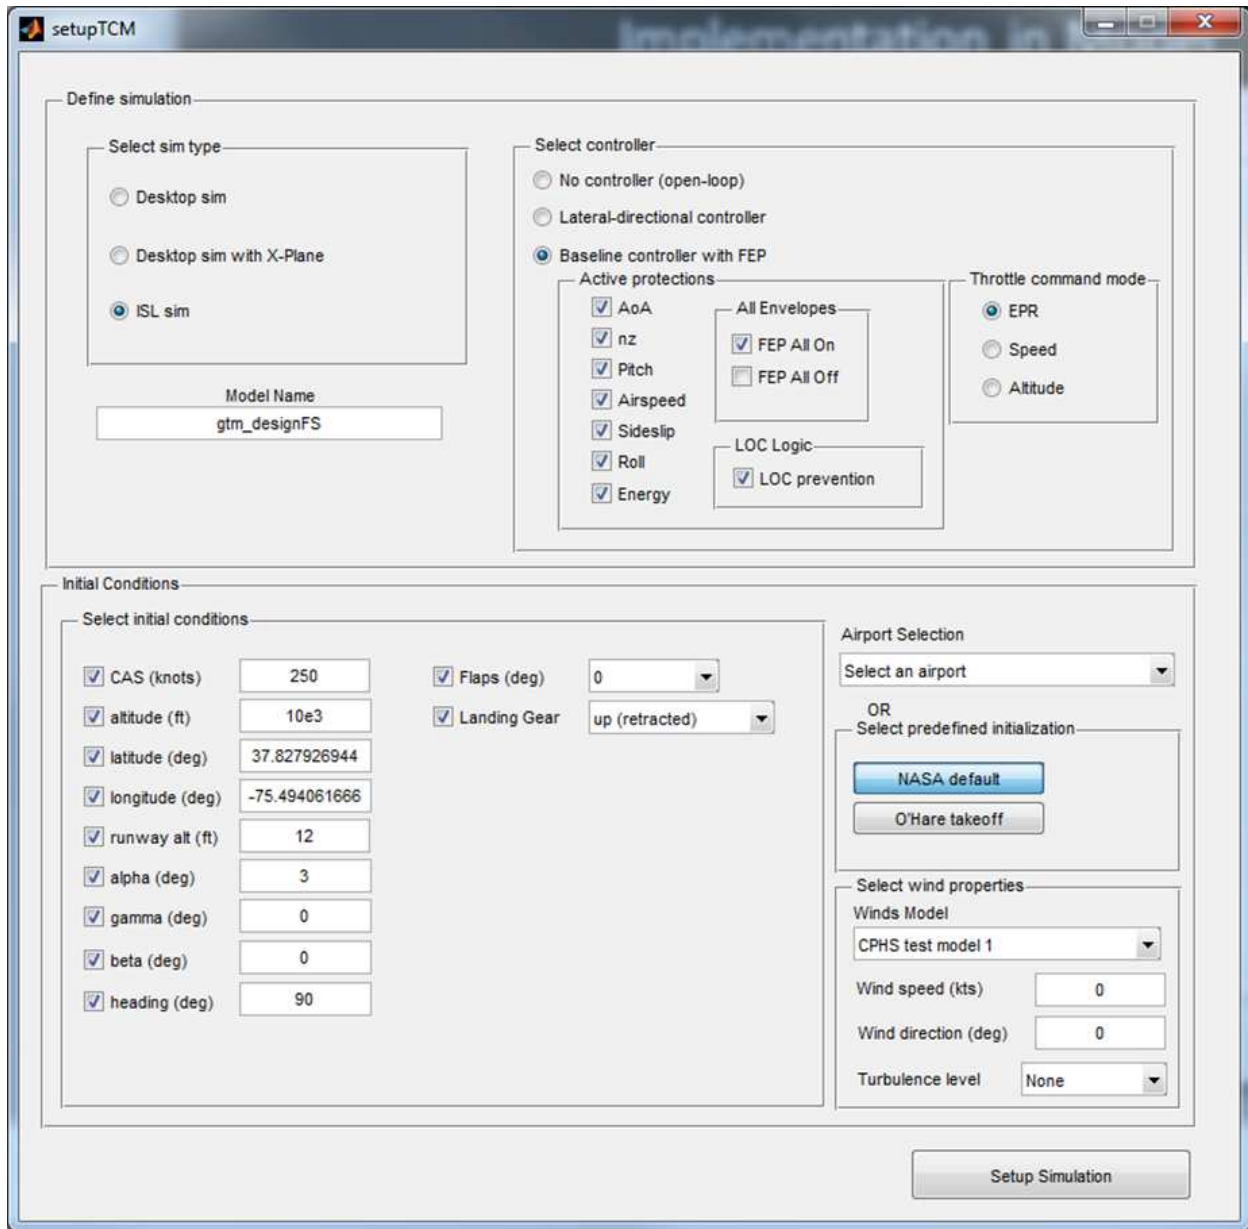 setupTCM
Implementation in Model
Define simulation
Select sim type
Desktop sim
Desktop sim with X-Plane
ISL sim
Model Name
gtm_designFS
Select controller
No controller (open-loop)
Lateral-directional controller
Baseline controller with FEP
Active protections
AoA
nz
Pitch
Airspeed
Sideslip
Roll
Energy
All Envelopes
FEP All On
FEP All Off
LOC Logic
LOC prevention
Throttle command mode
EPR
Speed
Altitude
Initial Conditions
Select initial conditions
CAS (knots) 250
altitude (ft) 10e3
latitude (deg) 37.827926944
longitude (deg) -75.494061666
runway alt (ft) 12
alpha (deg) 3
gamma (deg) 0
beta (deg) 0
heading (deg) 90
Flaps (deg) 0
Landing Gear up (retracted)
Airport Selection
Select an airport
OR
Select predefined initialization
NASA default
O'Hare takeoff
Select wind properties
Winds Model
CPHS test model 1
Wind speed (kts) 0
Wind direction (deg) 0
Turbulence level None
Setup Simulation